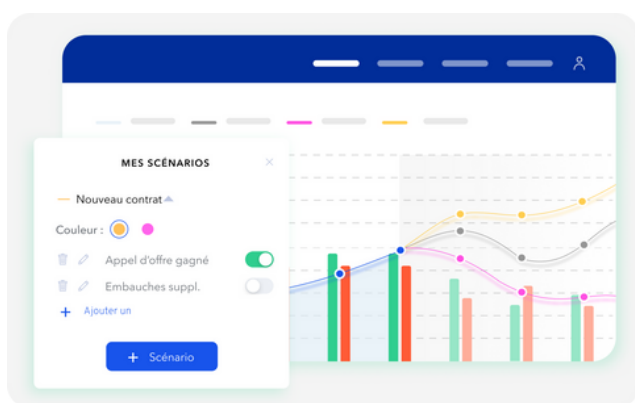 MES SCÉNARIOS
Nouveau contrat
Couleur :
Appel d'offre gagné
Embauches suppl.
+ Ajouter un
+ Scénario